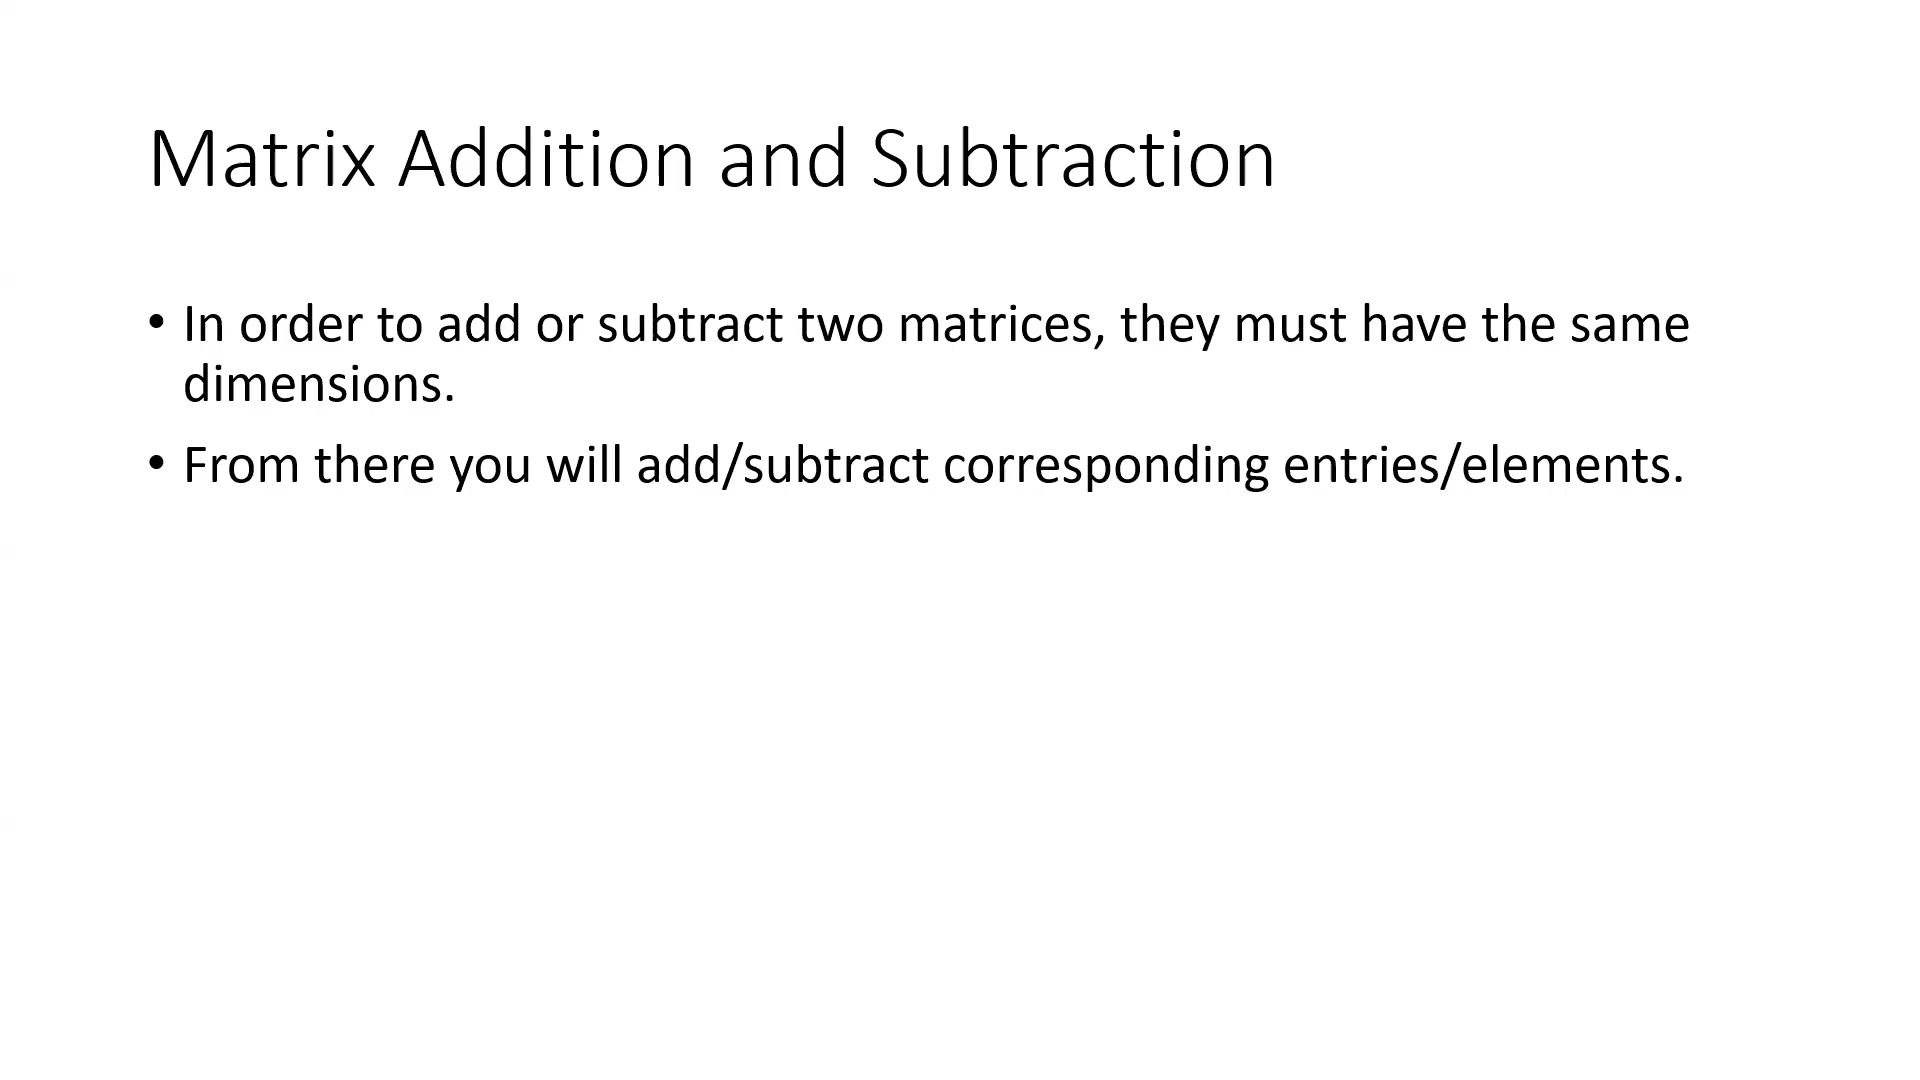 Matrix Addition and Subtraction
• In order to add or subtract two matrices, they must have the same
dimensions.
• From there you will add/subtract corresponding entries/elements.